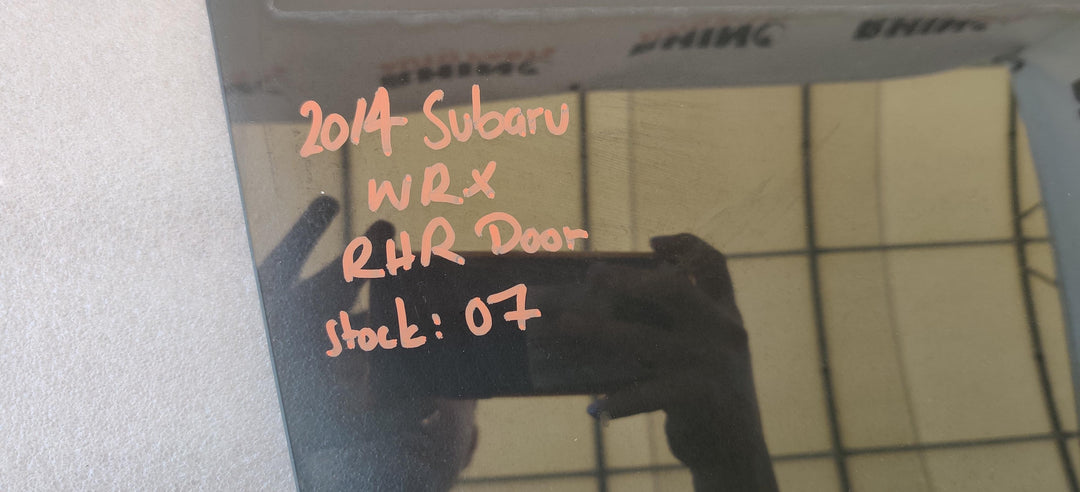 2014 Subaru
WRX
RHR Door
stock: 07